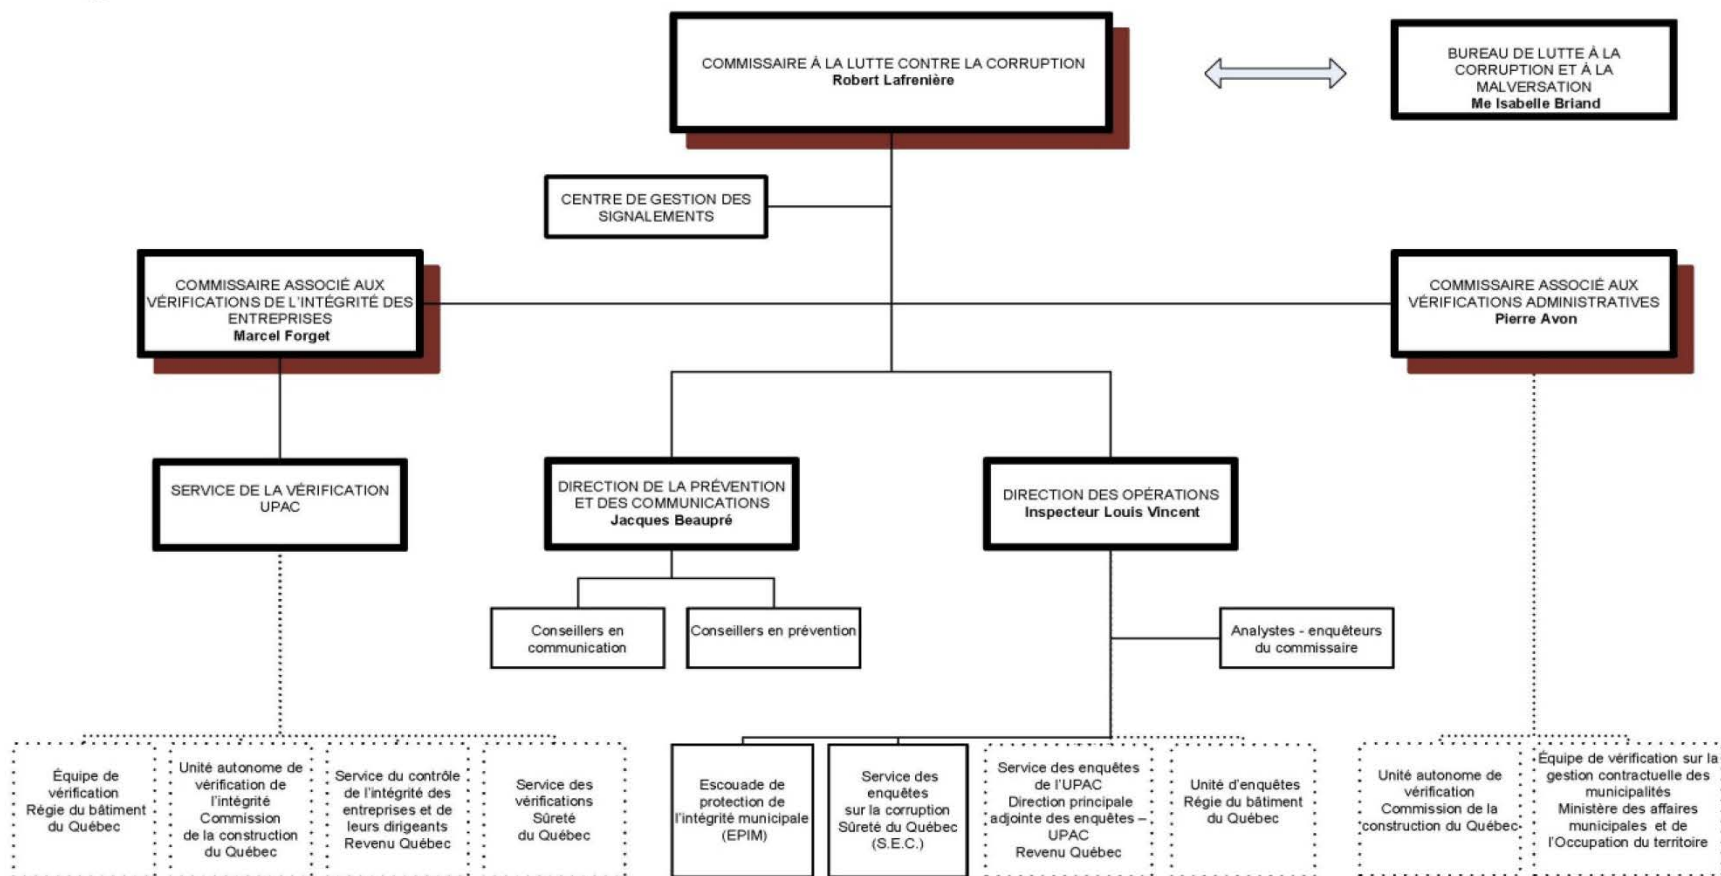 COMMISSAIRE À LA LUTTE CONTRE LA CORRUPTION
Robert Lafrenière
BUREAU DE LUTTE À LA
CORRUPTION ET À LA
MALVERSATION
Me Isabelle Briand
CENTRE DE GESTION DES
SIGNALEMENTS
COMMISSAIRE ASSOCIÉ AUX
VÉRIFICATIONS DE L'INTÉGRITÉ DES
ENTREPRISES
Marcel Forget
COMMISSAIRE ASSOCIÉ AUX
VÉRIFICATIONS ADMINISTRATIVES
Pierre Avon
SERVICE DE LA VÉRIFICATION
UPAC
DIRECTION DE LA PRÉVENTION
ET DES COMMUNICATIONS
Jacques Beaupré
DIRECTION DES OPÉRATIONS
Inspecteur Louis Vincent
Conseillers en
communication
Conseillers en prévention
Analystes - enquêteurs
du commissaire
Équipe de
vérification
Régie du bâtiment
du Québec
Unité autonome de
vérification de
l'intégrité
Commission
de la construction
du Québec
Service du contrôle
de l'intégrité des
entreprises et de
leurs dirigeants
Revenu Québec
Service des
vérifications
Sûreté
du Québec
Escouade de
protection de
l'intégrité municipale
(EPIM)
Service des
enquêtes
sur la corruption
Sûreté du Québec
(S.E.C.)
Service des enquêtes
de l'UPAC
Direction principale
adjointe des enquêtes –
UPAC
Revenu Québec
Unité d'enquêtes
Régie du bâtiment
du Québec
Unité autonome de
vérification
Commission de la
construction du Québec
Équipe de vérification sur la
gestion contractuelle des
municipalités
Ministère des affaires
municipales et de
l'Occupation du territoire